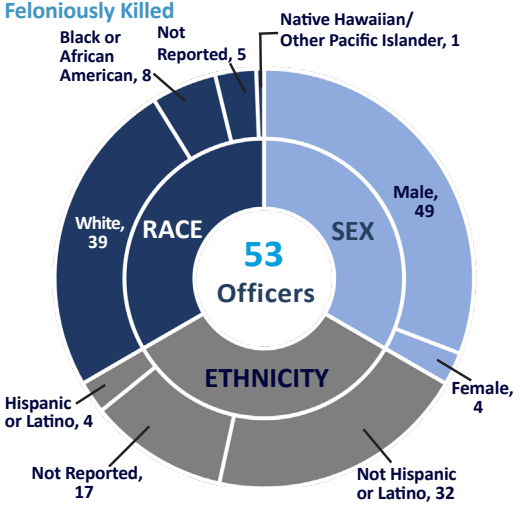 Feloniously Killed
Native Hawaiian/
Other Pacific Islander, 1
Not
Reported, 5
Black or
African
American, 8
Male,
49
White,
39
RACE
SEX
53
Officers
ETHNICITY
Female,
4
Hispanic
or Latino, 4
Not Reported,
17
Not Hispanic
or Latino, 32